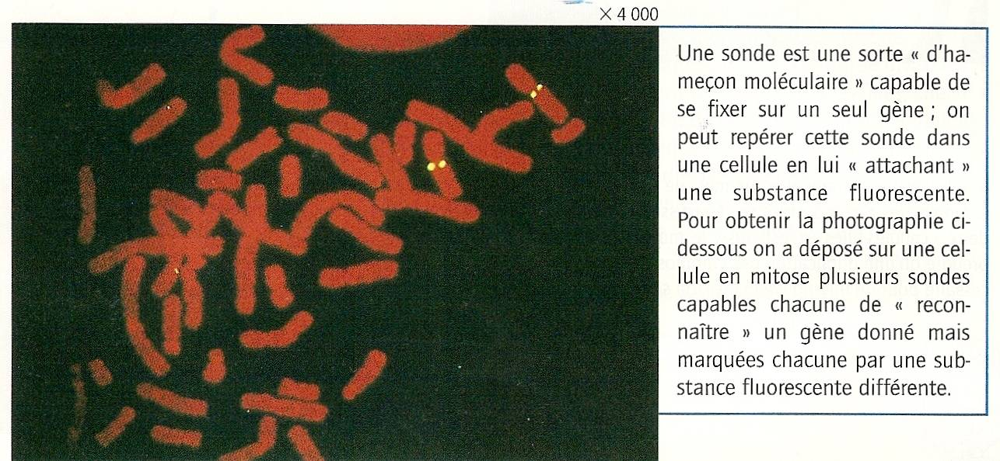 × 4 000
Une sonde est une sorte « d'ha-
meçon moléculaire » capable de
se fixer sur un seul gène ; on
peut repérer cette sonde dans
une cellule en lui « attachant »
une substance fluorescente.
Pour obtenir la photographie ci-
dessous on a déposé sur une cel-
lule en mitose plusieurs sondes
capables chacune de « recon-
naître » un gène donné mais
marquées chacune par une sub-
stance fluorescente différente.